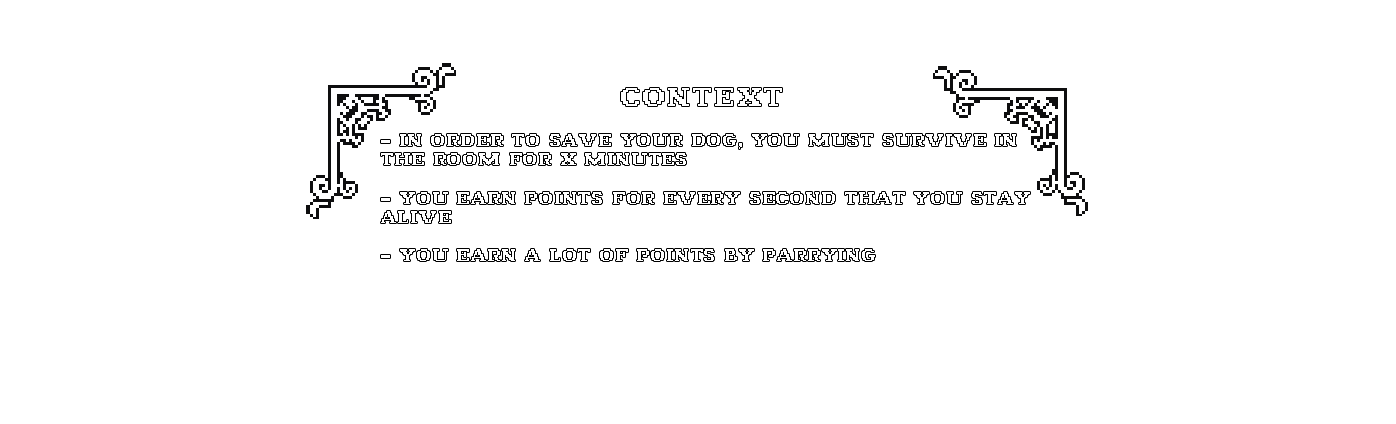 CONTEXT
- IN ORDER TO SAVE YOUR DOG, YOU MUST SURVIVE IN
THE ROOM FOR X MINUTES
- YOU EARN POINTS FOR EVERY SECOND THAT YOU STAY
ALIVE
- YOU EARN A LOT OF POINTS BY PARRYING